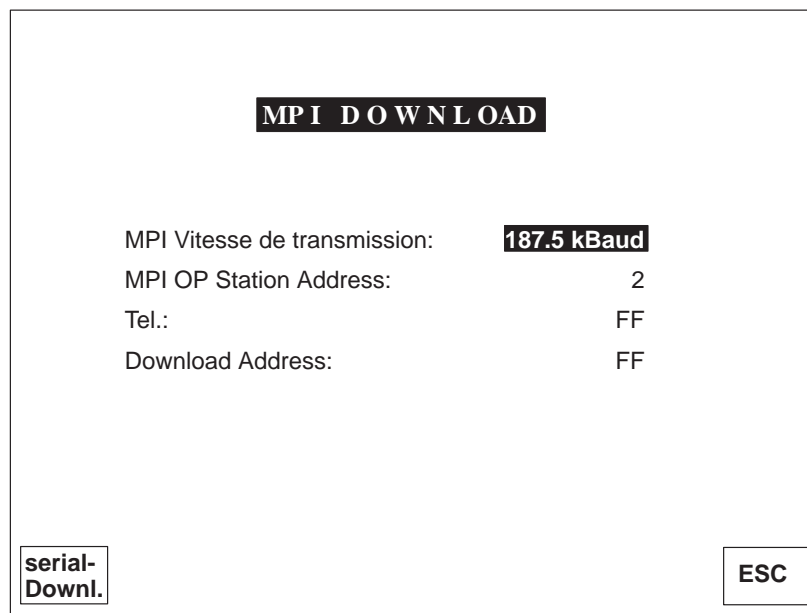 MPI DOWNLOAD
MPI Vitesse de transmission: 187.5 kBaud
MPI OP Station Address: 2
Tel.: FF
Download Address: FF
serial-
Downl.
ESC